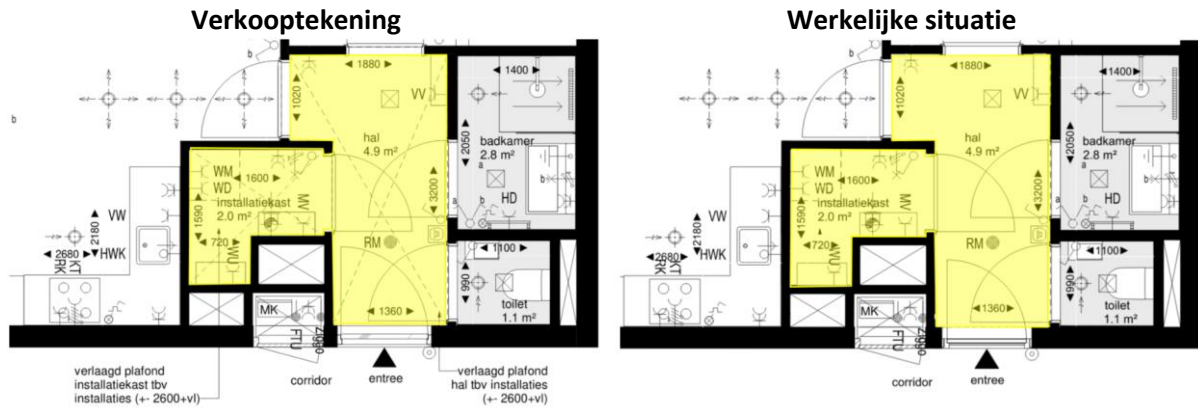 Verkooptekening
Werkelijke situatie
b
b
1880
1020
VV
hal
4.9 m²
1400
badkamer
2.8 m²
2050
a
HD
b
b
a
3200
WM
WD
1600
installatiekast
2.0 m²
MV
1590
720
WU
VW
2180
HWK
2680
KT
RK
RM
1100
990
toilet
1.1 m²
1360
MK
FTU
2600
verlaagd plafond
installatiekast tbv
installaties (+- 2600+vl)
corridor
entree
verlaagd plafond
hal tbv installaties
(+- 2600+vl)
b
1880
1020
VV
hal
4.9 m²
1400
badkamer
2.8 m²
2050
a
HD
b
b
a
3200
WM
WD
1600
installatiekast
2.0 m²
MV
1590
720
WU
VW
2180
HWK
2680
KT
RK
RM
1100
990
toilet
1.1 m²
1360
MK
FTU
corridor
entree